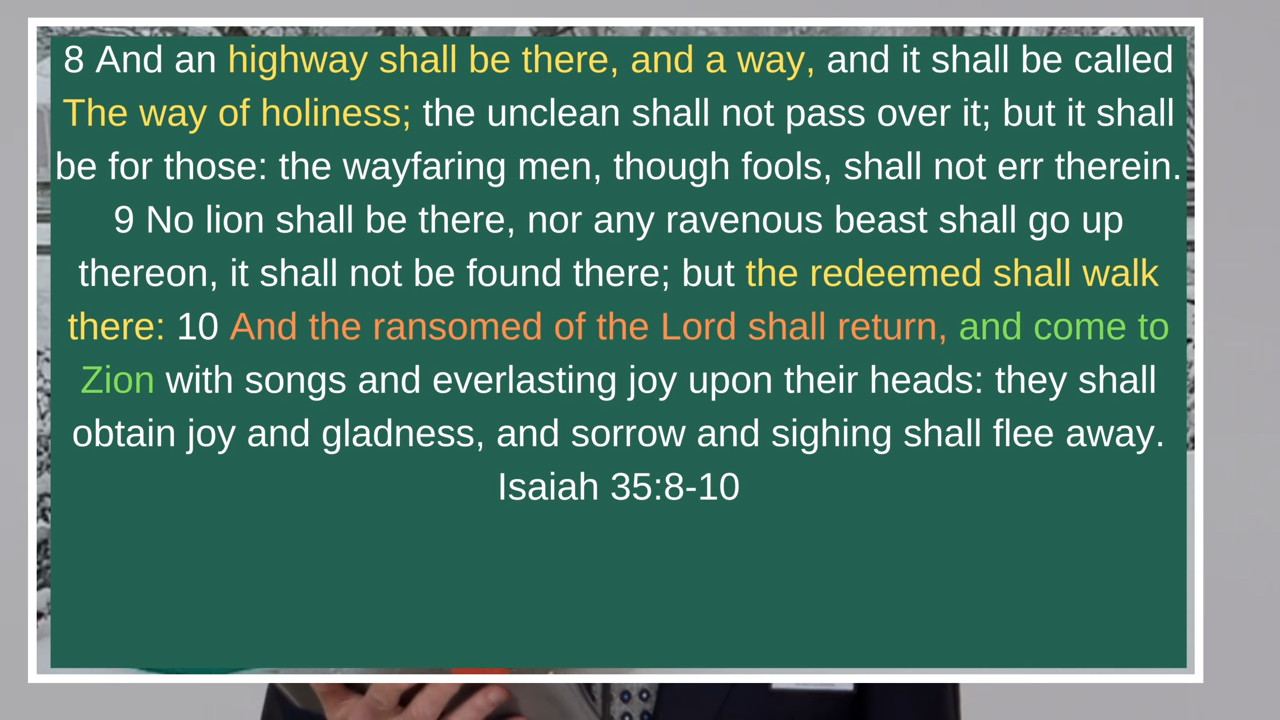 8 And an highway shall be there, and a way, and it shall be called
The way of holiness; the unclean shall not pass over it; but it shall
be for those: the wayfaring men, though fools, shall not err therein.
9 No lion shall be there, nor any ravenous beast shall go up
thereon, it shall not be found there; but the redeemed shall walk
there: 10 And the ransomed of the Lord shall return, and come to
Zion with songs and everlasting joy upon their heads: they shall
obtain joy and gladness, and sorrow and sighing shall flee away.
Isaiah 35:8-10